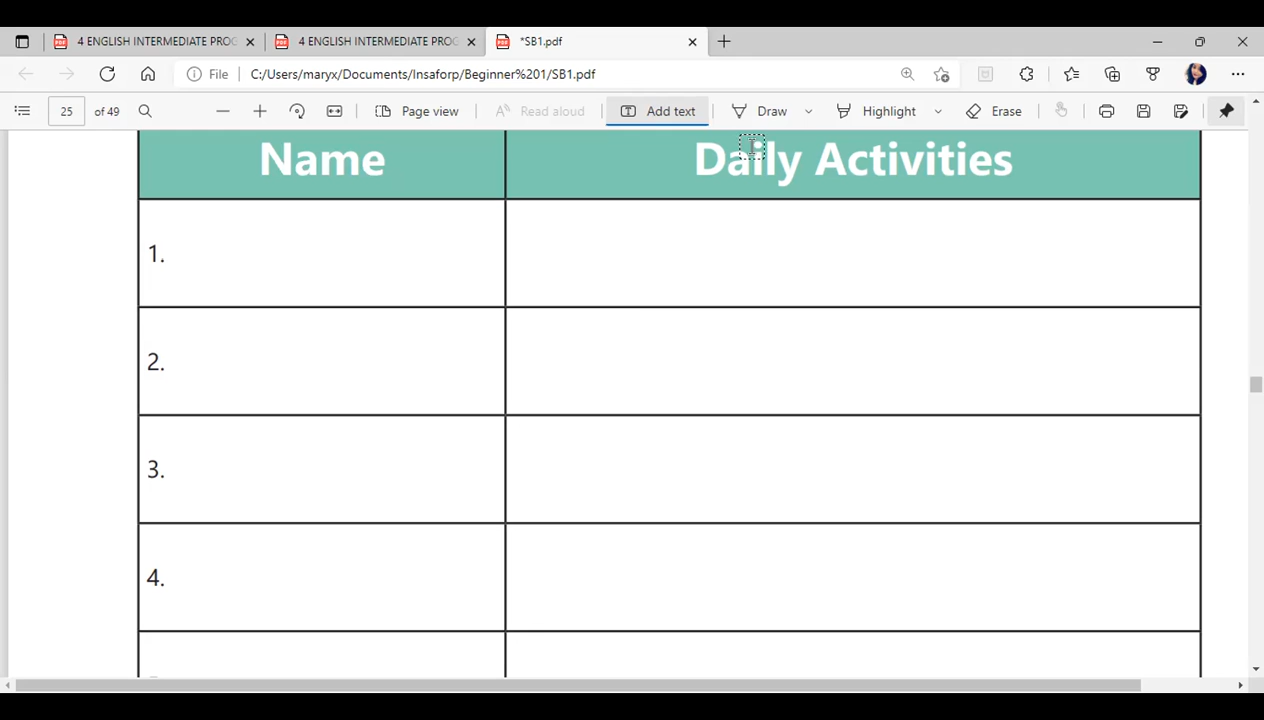 4 ENGLISH INTERMEDIATE PROG
4 ENGLISH INTERMEDIATE PROG
*SB1.pdf
File
C:/Users/maryx/Documents/Insaforp/Beginner%201/SB1.pdf
25 of 49
Page view
Read aloud
Add text
Draw
Highlight
Erase
Name
Daily Activities
1.
2.
3.
4.